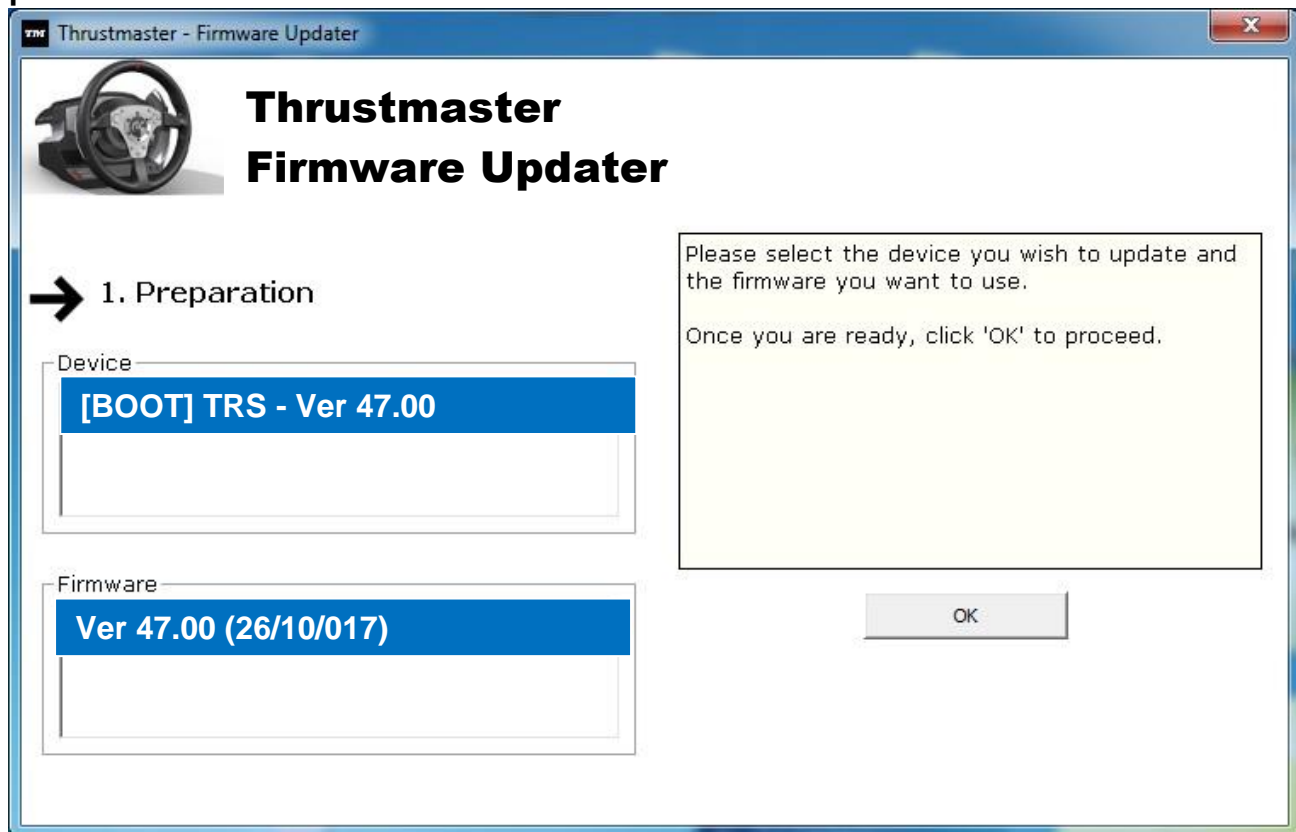 Thrustmaster - Firmware Updater
Thrustmaster
Firmware Updater
1. Preparation
Device
[BOOT] TRS - Ver 47.00
Firmware
Ver 47.00 (26/10/017)
Please select the device you wish to update and
the firmware you want to use.
Once you are ready, click 'OK' to proceed.
OK